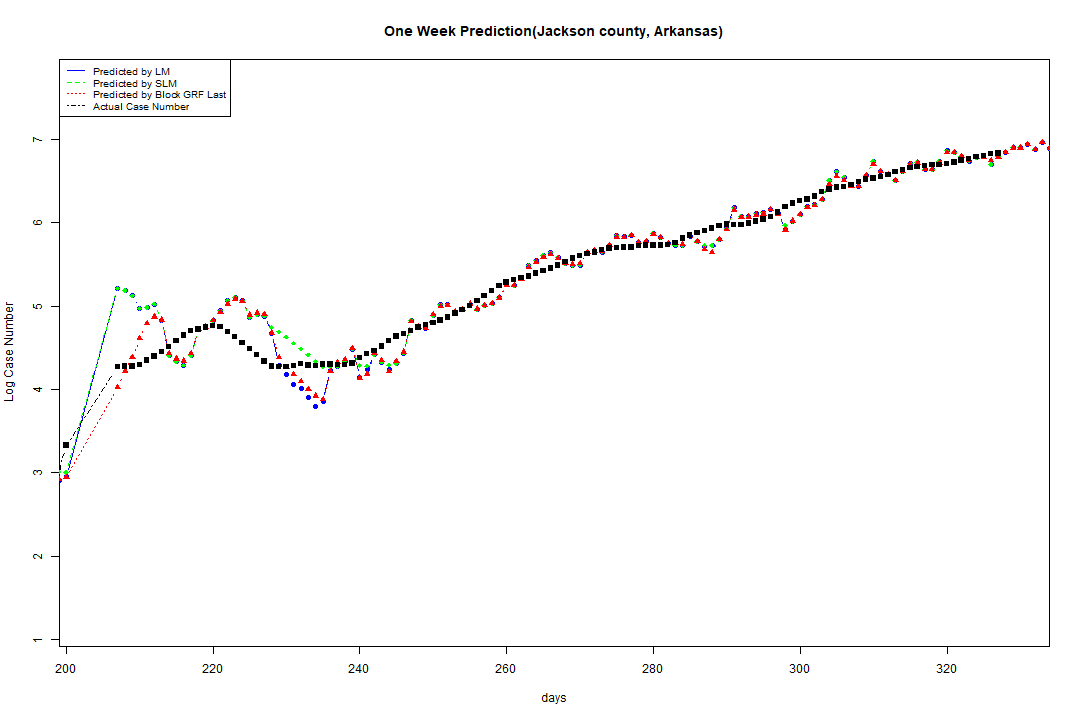 One Week Prediction(Jackson county, Arkansas)
Predicted by LM
Predicted by SLM
Predicted by Block GRF Last
Actual Case Number
7
6
5
4
3
2
1
Log Case Number
200 220 240 260 280 300 320
days